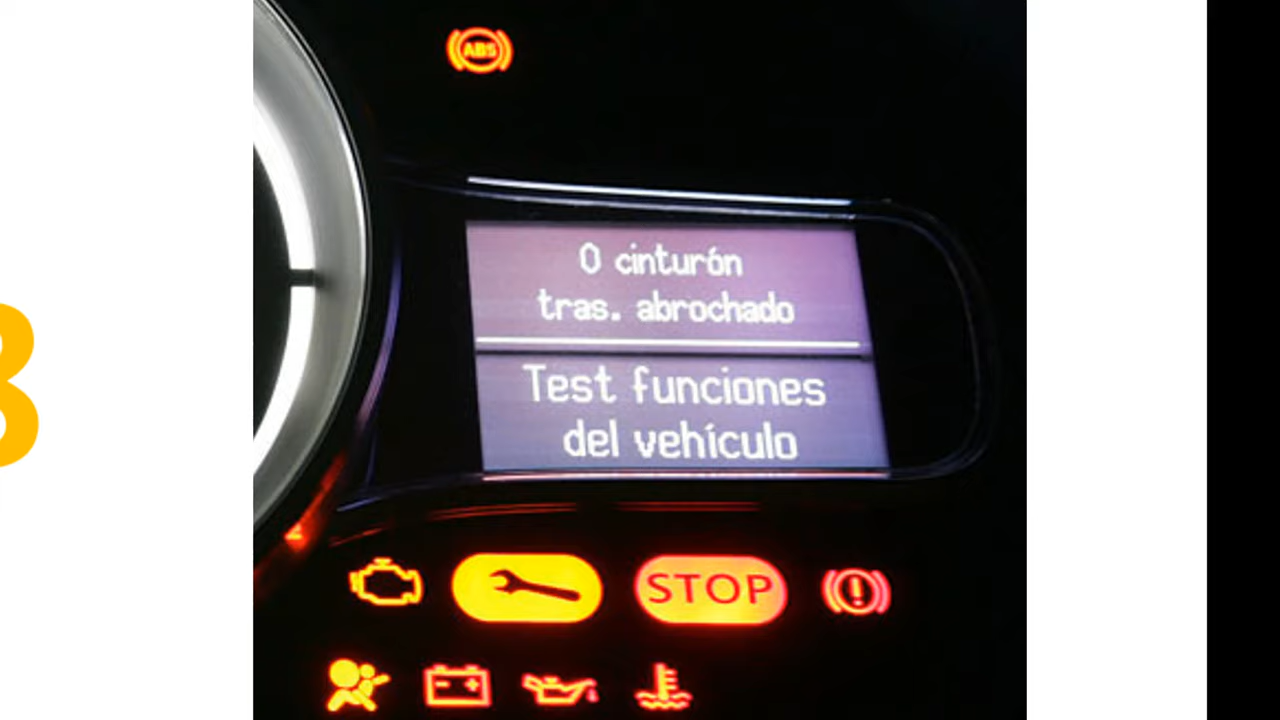 ABS
0 cinturón
tras. abrochado
Test funciones
del vehículo
STOP